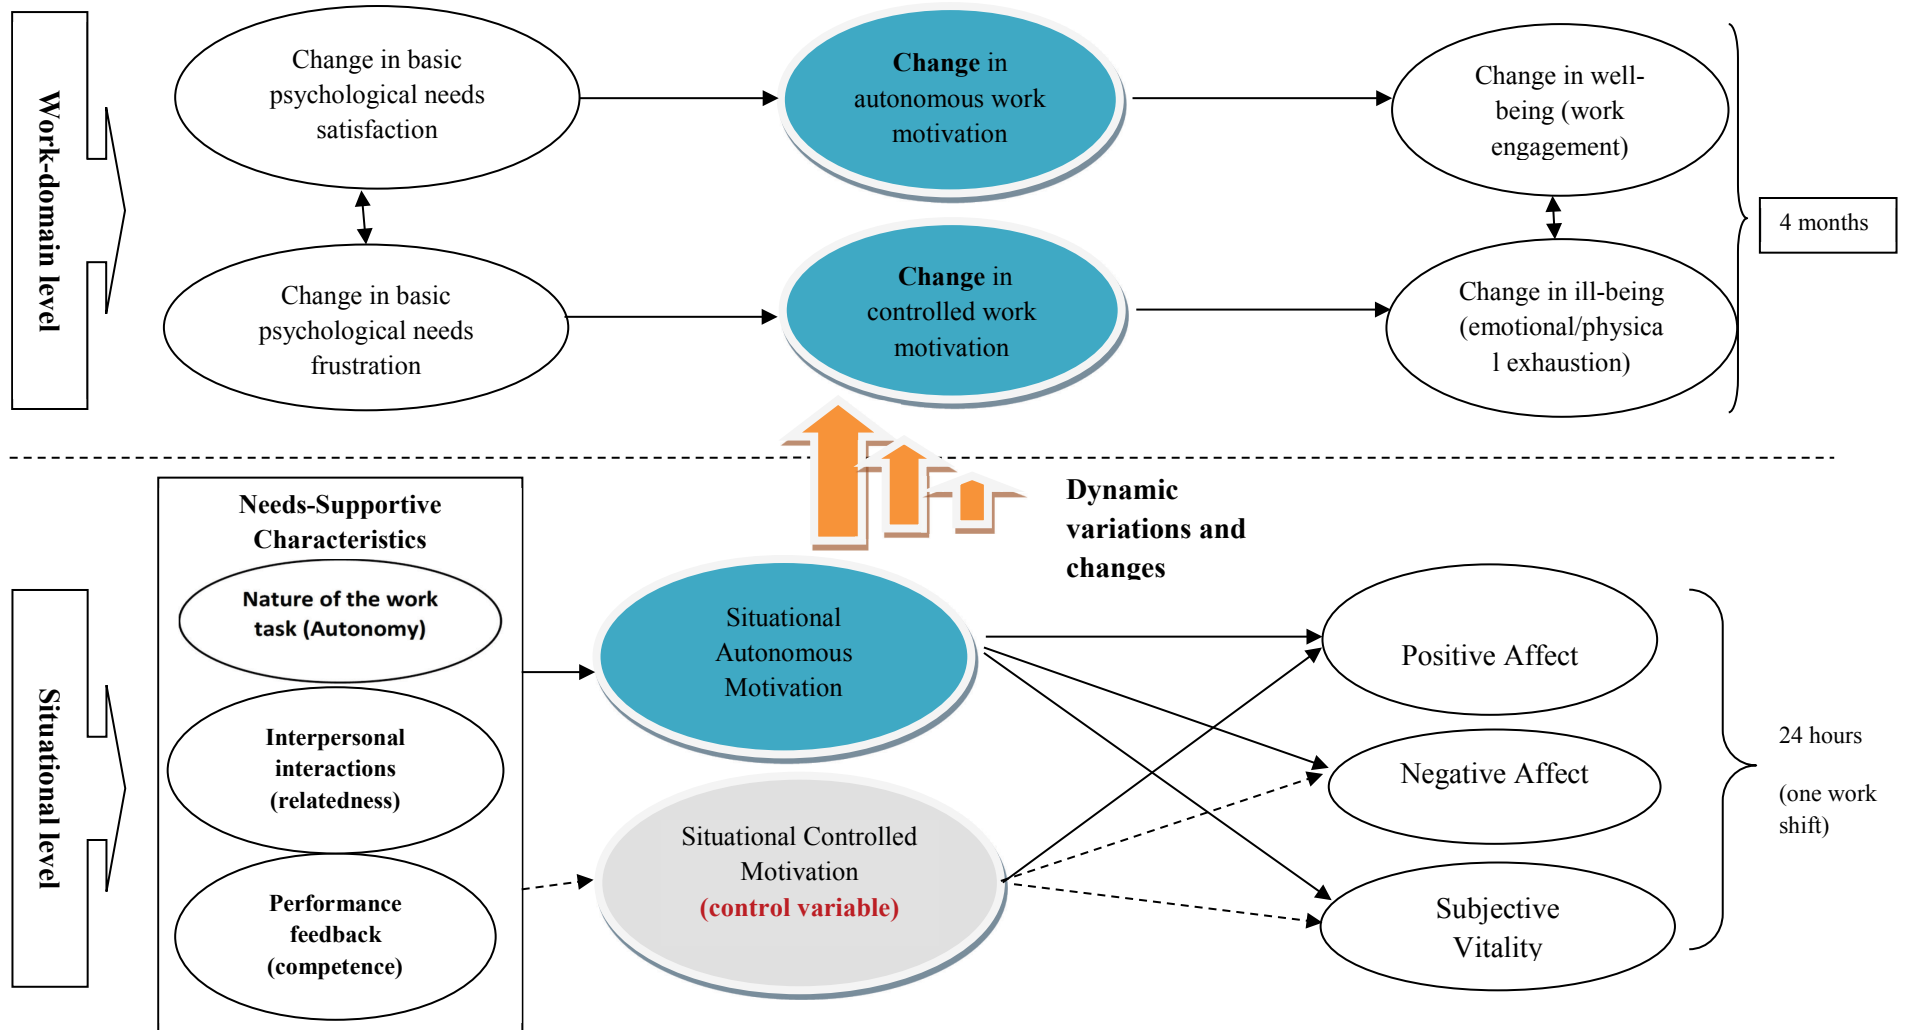 Work-domain level
Change in basic
psychological needs
satisfaction
Change in
autonomous work
motivation
Change in well-
being (work
engagement)
4 months
Change in basic
psychological needs
frustration
Change in
controlled work
motivation
Change in ill-being
(emotional/physica
l exhaustion)
Dynamic
variations and
changes
Situational level
Needs-Supportive
Characteristics
Nature of the work
task (Autonomy)
Interpersonal
interactions
(relatedness)
Performance
feedback
(competence)
Situational
Autonomous
Motivation
Situational Controlled
Motivation
(control variable)
Positive Affect
Negative Affect
Subjective
Vitality
24 hours
(one work
shift)